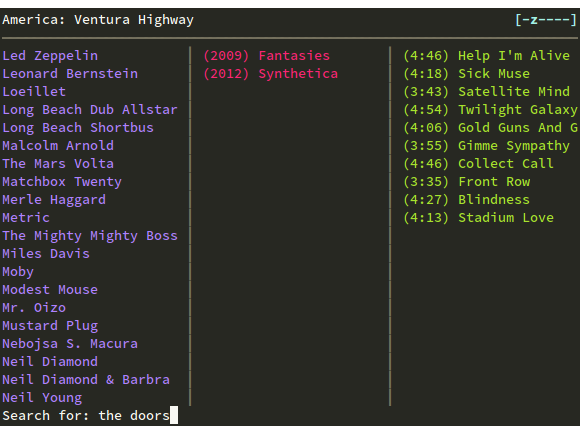 America: Ventura Highway [-z----]
Led Zeppelin (2009) Fantasies (4:46) Help I'm Alive
Leonard Bernstein (2012) Synthetica (4:18) Sick Muse
Loeillet (3:43) Satellite Mind
Long Beach Dub Allstar (4:54) Twilight Galaxy
Long Beach Shortbus (4:06) Gold Guns And G
Malcolm Arnold (3:55) Gimme Sympathy
The Mars Volta (4:46) Collect Call
Matchbox Twenty (3:35) Front Row
Merle Haggard (4:27) Blindness
Metric (4:13) Stadium Love
The Mighty Mighty Boss
Miles Davis
Moby
Modest Mouse
Mr. Oizo
Mustard Plug
Nebojsa S. Macura
Neil Diamond
Neil Diamond & Barbra
Neil Young
Search for: the doors